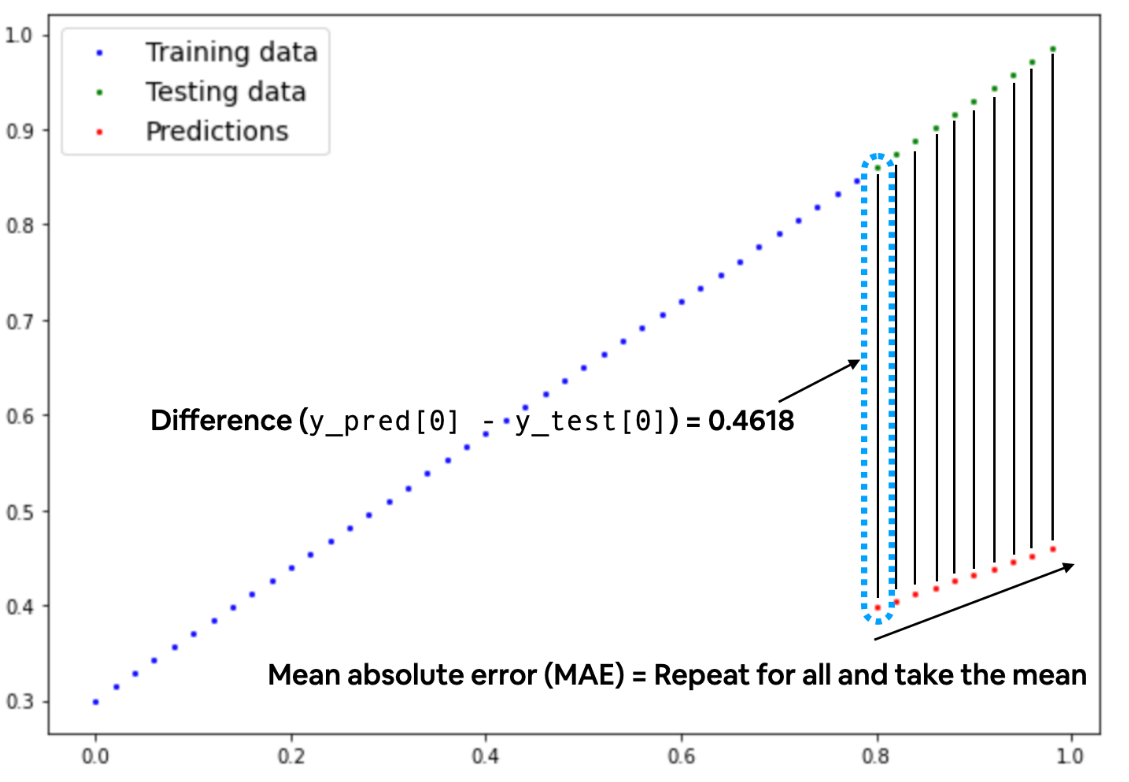 1.0
0.9
0.8
0.7
0.6
0.5
0.4
0.3
Training data
Testing data
Predictions
Difference (y_pred[0] - y_test[0]) = 0.4618
Mean absolute error (MAE) = Repeat for all and take the mean
0.0 0.2 0.4 0.6 0.8 1.0